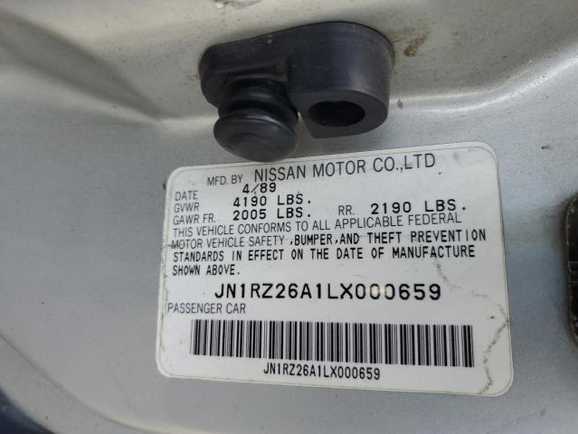 MFD. BY NISSAN MOTOR CO.,LTD
DATE 4/89
GVWR 4190 LBS.
GAWR FR. 2005 LBS. RR. 2190 LBS.
THIS VEHICLE CONFORMS TO ALL APPLICABLE FEDERAL
MOTOR VEHICLE SAFETY ,BUMPER,AND THEFT PREVENTION
STANDARDS IN EFFECT ON THE DATE OF MANUFACTURE
SHOWN ABOVE.
JN1RZ26A1LX000659
PASSENGER CAR
JN1RZ26A1LX000659